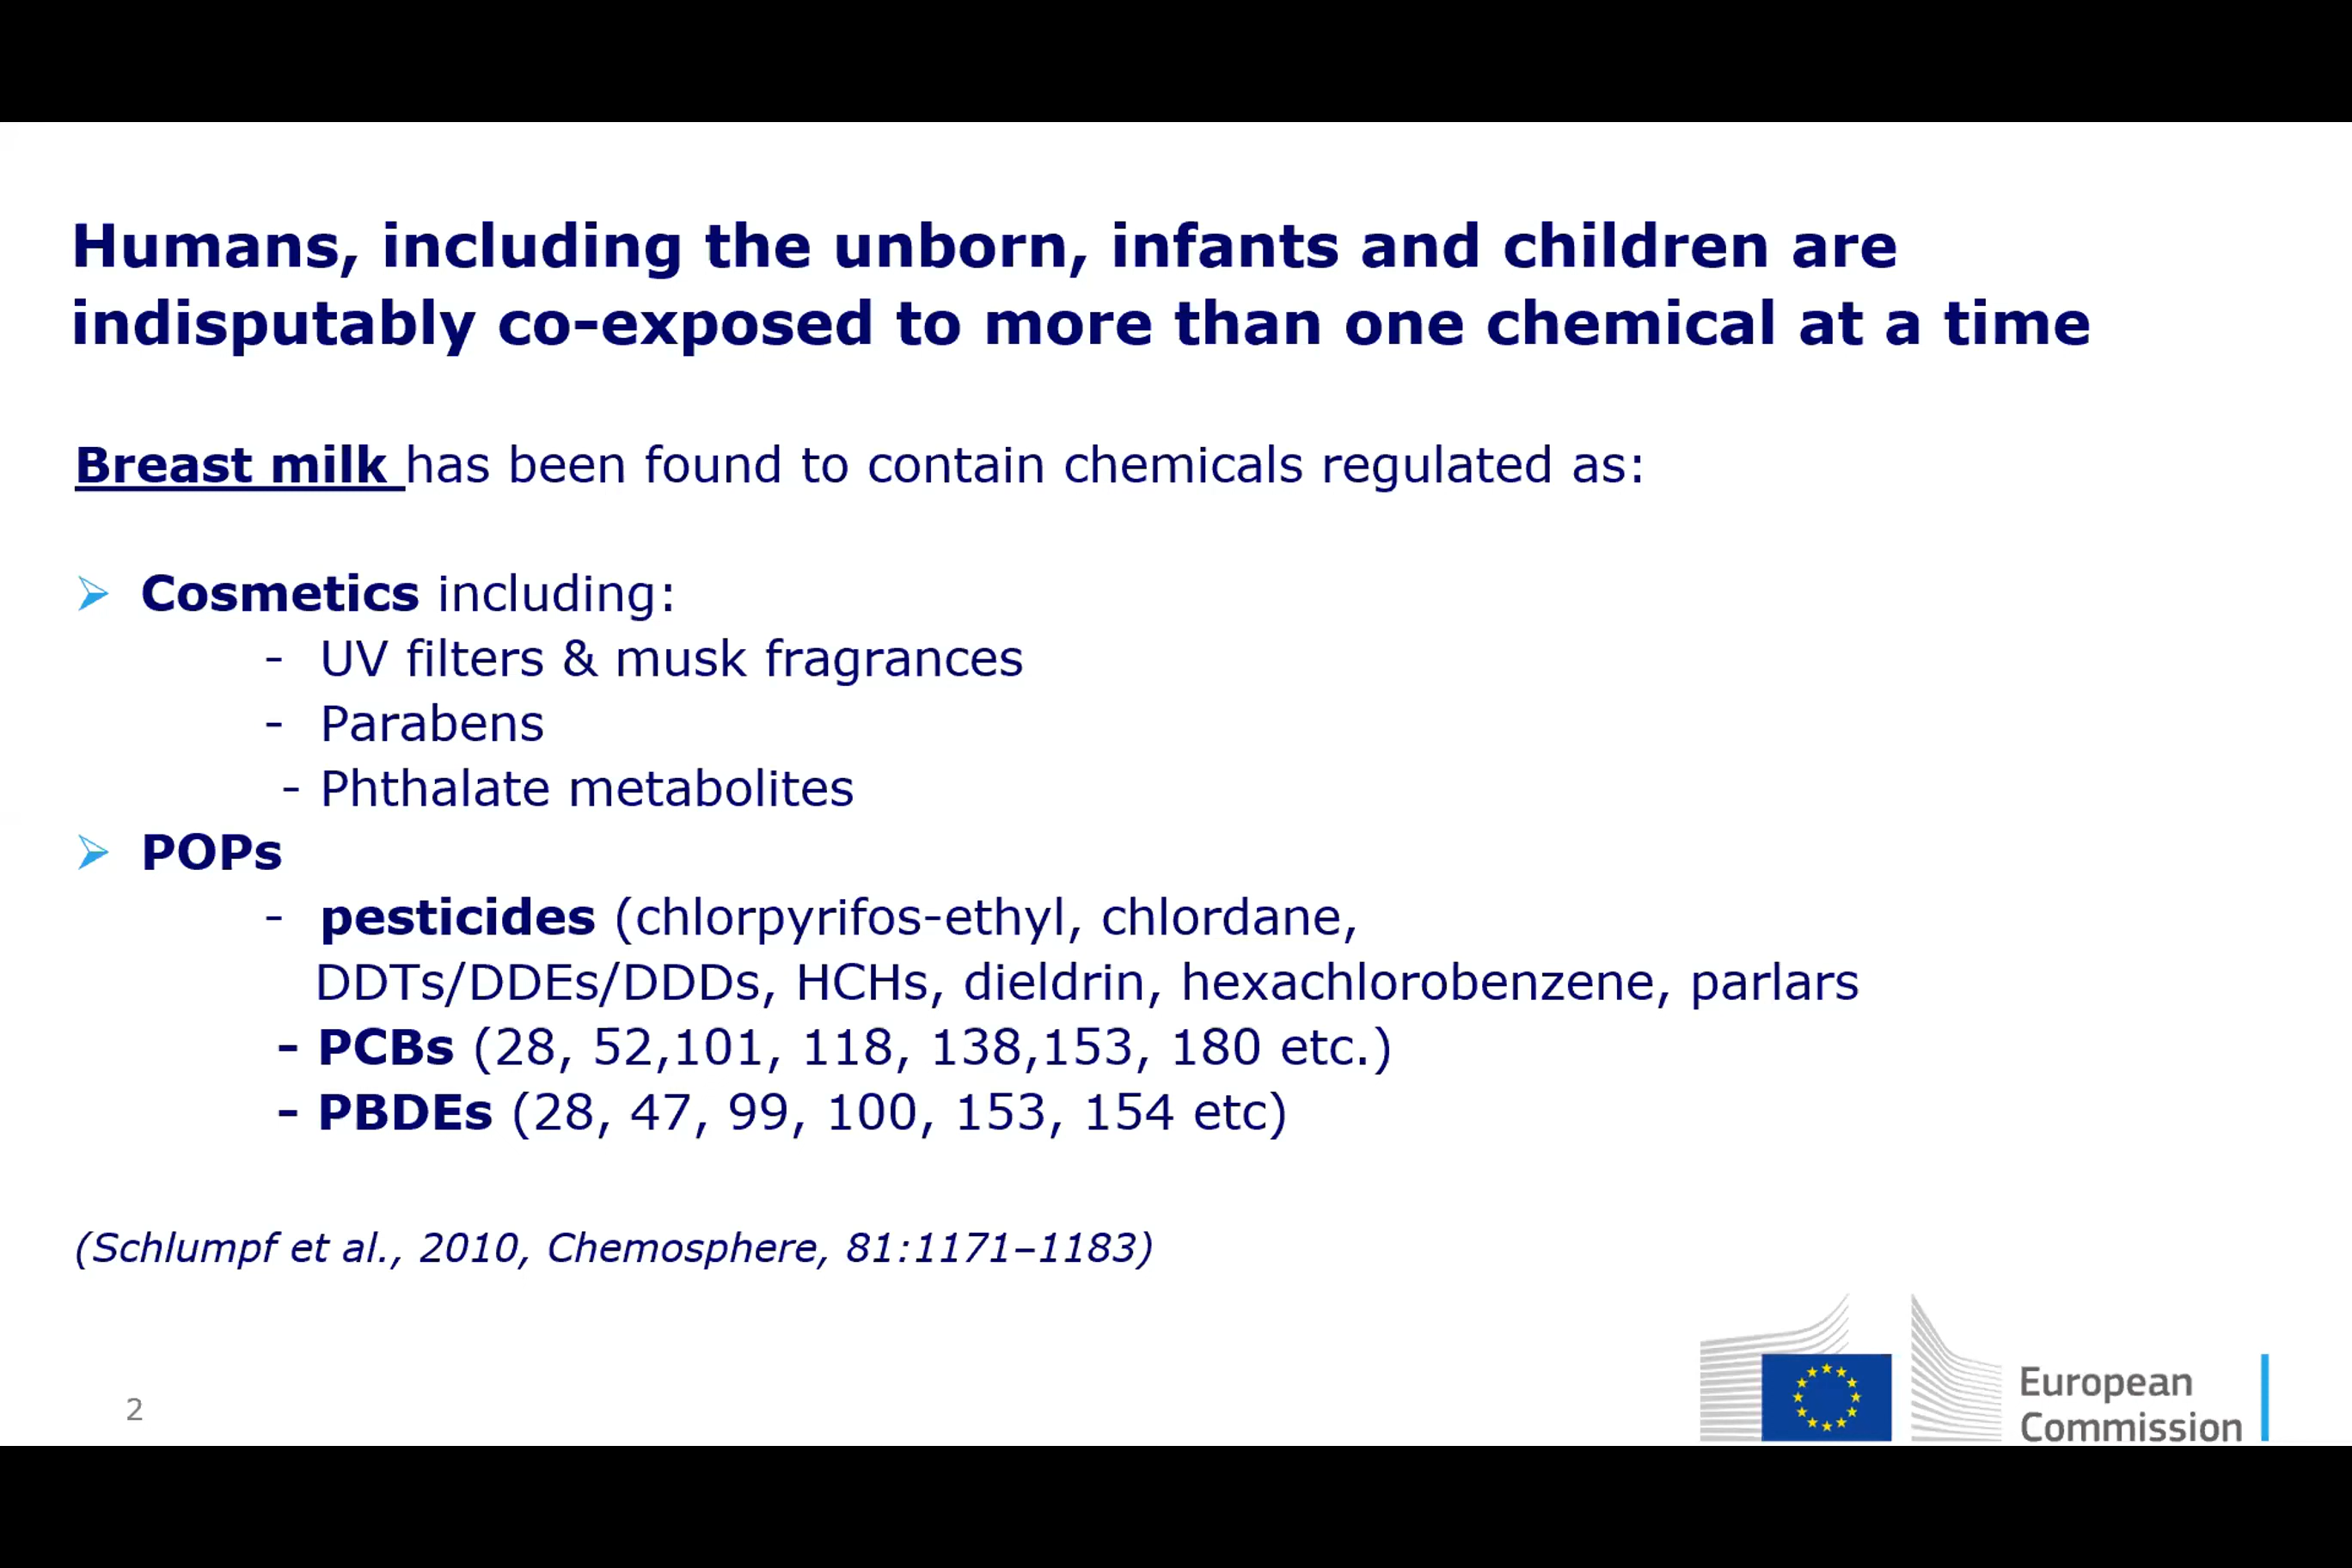 Humans, including the unborn, infants and children are
indisputably co-exposed to more than one chemical at a time
Breast milk has been found to contain chemicals regulated as:
➢ Cosmetics including:
- UV filters & musk fragrances
- Parabens
- Phthalate metabolites
➢ POPs
- pesticides (chlorpyrifos-ethyl, chlordane,
DDTs/DDEs/DDDs, HCHs, dieldrin, hexachlorobenzene, parlars
- PCBs (28, 52,101, 118, 138,153, 180 etc.)
- PBDEs (28, 47, 99, 100, 153, 154 etc)
(Schlumpf et al., 2010, Chemosphere, 81:1171–1183)
2
European
Commission